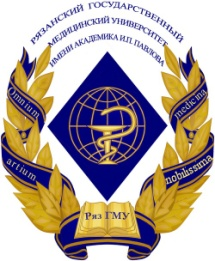 РЯЗАНСКИЙ ГОСУДАРСТВЕННЫЙ
МЕДИЦИНСКИЙ УНИВЕРСИТЕТ
ИМЕНИ АКАДЕМИКА И.П. ПАВЛОВА
Omnium
artium
medicina
nobilissima
Ряз ГМУ